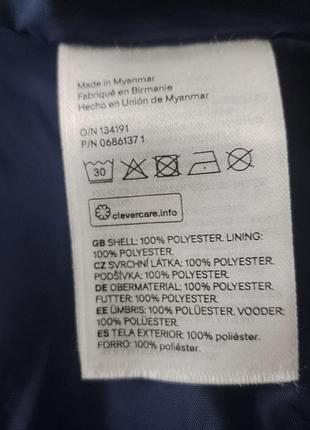 Made in Myanmar
Fabriqué en Birmanie
Hecho en Unión de Myanmar
O/N 134191
P/N 0686137 1
30
clevercare.info
GB SHELL: 100% POLYESTER. LINING:
100% POLYESTER.
CZ SVRCHNÍ LÁTKA: 100% POLYESTER.
PODŠÍVKA: 100% POLYESTER.
DE OBERMATERIAL: 100% POLYESTER.
FUTTER: 100% POLYESTER.
EE ÜMBRIS: 100% POLÜESTER. VOODER:
100% POLÜESTER.
ES TELA EXTERIOR: 100% poliéster.
FORRO: 100% poliéster.